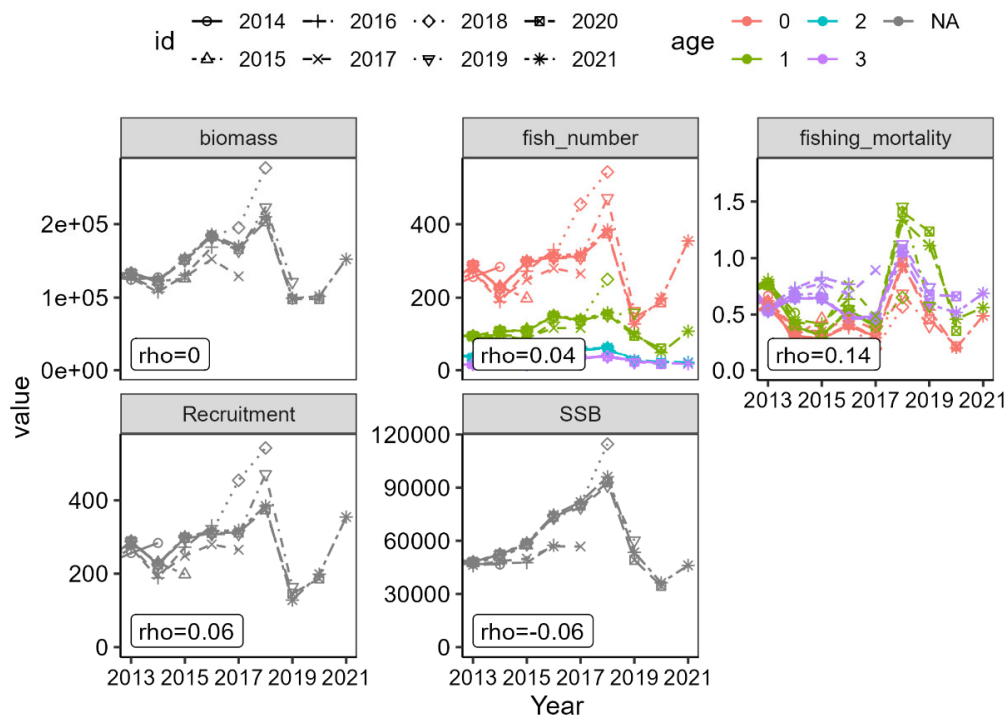 id
2014 2016 2018 2020
2015 2017 2019 2021
age
0 2 NA
1 3
biomass
fish_number
fishing_mortality
value
2e+05
1e+05
0e+00
rho=0
400
200
0
rho=0.04
1.5
1.0
0.5
0.0
rho=0.14
2013 2015 2017 2019 2021
Recruitment
SSB
400
200
0
rho=0.06
2013 2015 2017 2019 2021
120000
90000
60000
30000
0
rho=-0.06
2013 2015 2017 2019 2021
Year